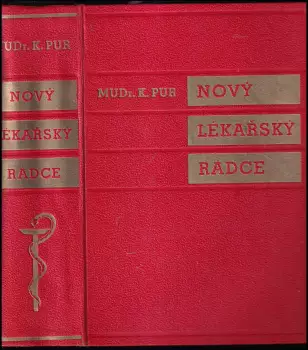 MUDr. K. PUR
NOVÝ
LÉKAŘSKÝ
RÁDCE
MUDr. K. PUR
NOVÝ
LÉKAŘSKÝ
RÁDCE